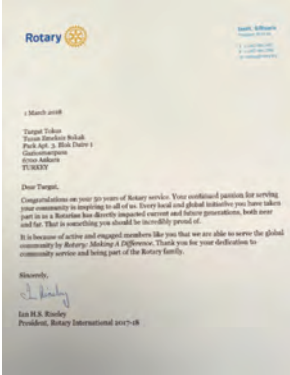 Rotary
1 March 2018
Turgut Tokus
Turan Emeksiz Sokak
Park Apt. 3. Blok Daire 1
Gaziosmanpasa
6700 Ankara
TURKEY
Dear Turgut,
Congratulations on your 50 years of Rotary service. Your continued passion for serving
your community is inspiring to all of us. Every local and global initiative you have taken
part in as a Rotarian has directly impacted current and future generations, both near
and far. That is something you should be incredibly proud of.
It is because of active and engaged members like you that we are able to serve the global
community by Rotary: Making A Difference. Thank you for your dedication to
community service and being part of the Rotary family.
Sincerely,
Ian H.S. Riseley
President, Rotary International 2017-18